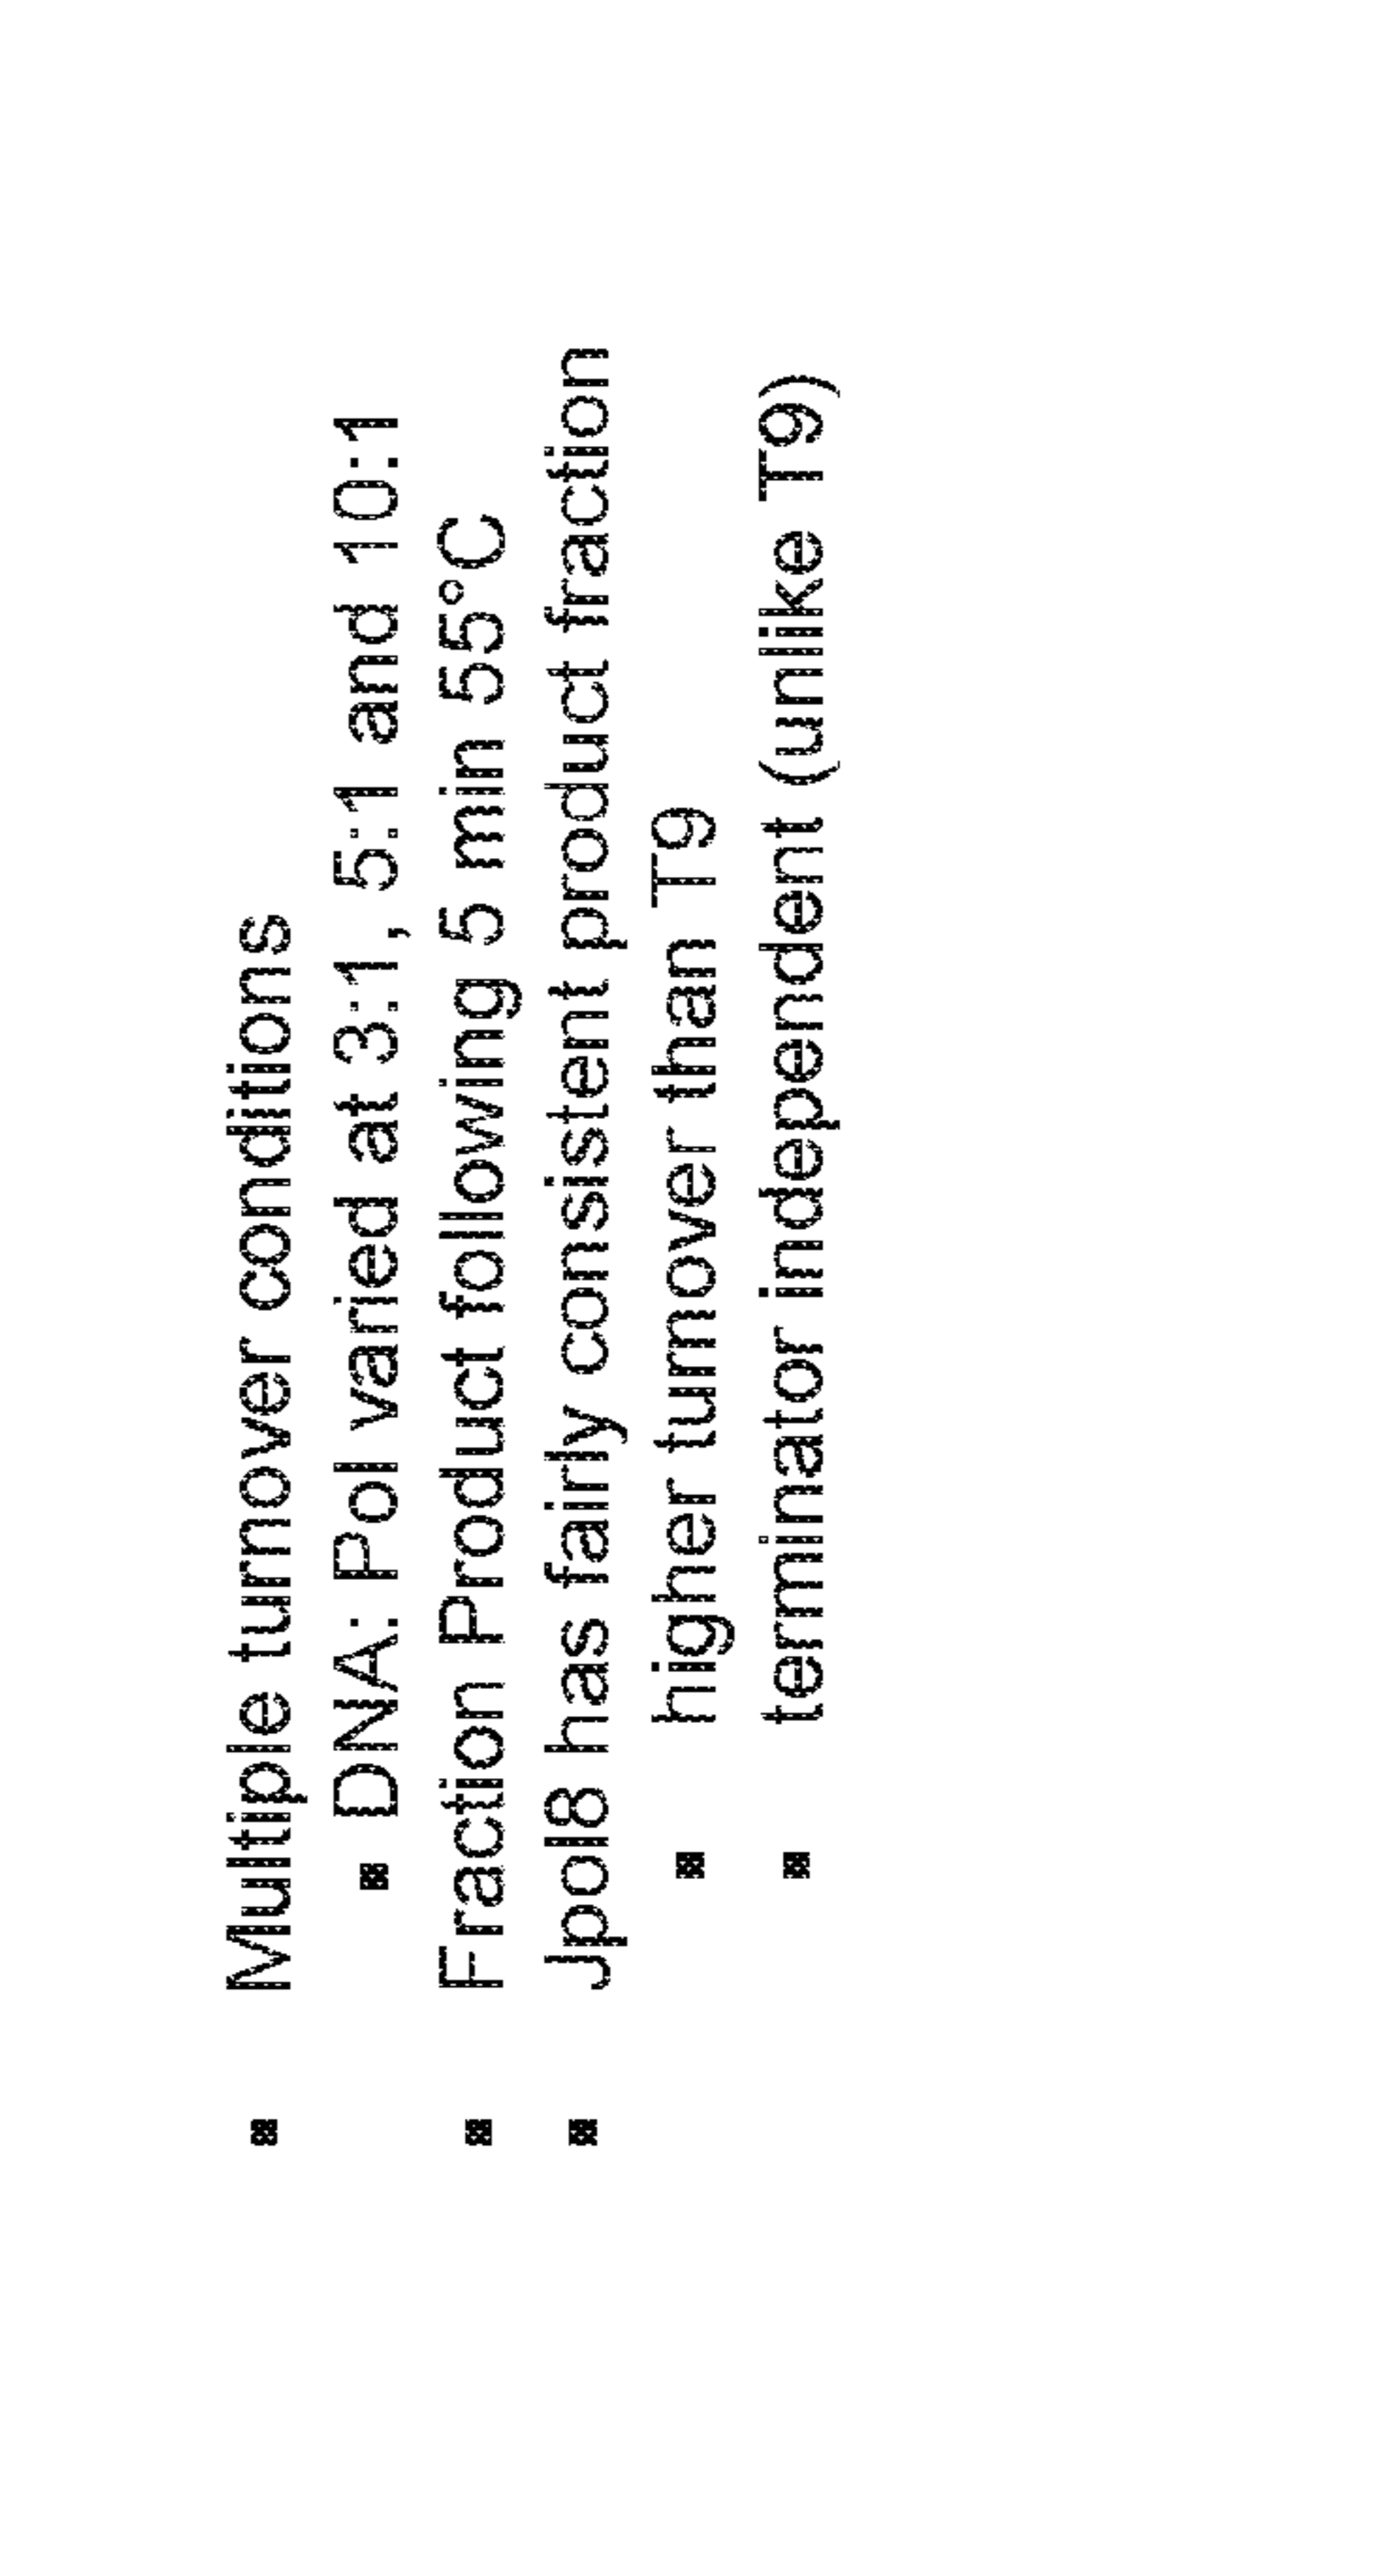 ▪ Multiple turnover conditions
▪ DNA: Pol varied at 3:1, 5:1 and 10:1
▪ Fraction Product following 5 min 55°C
▪ Jpol8 has fairly consistent product fraction
▪ higher turnover than T9
▪ terminator independent (unlike T9)